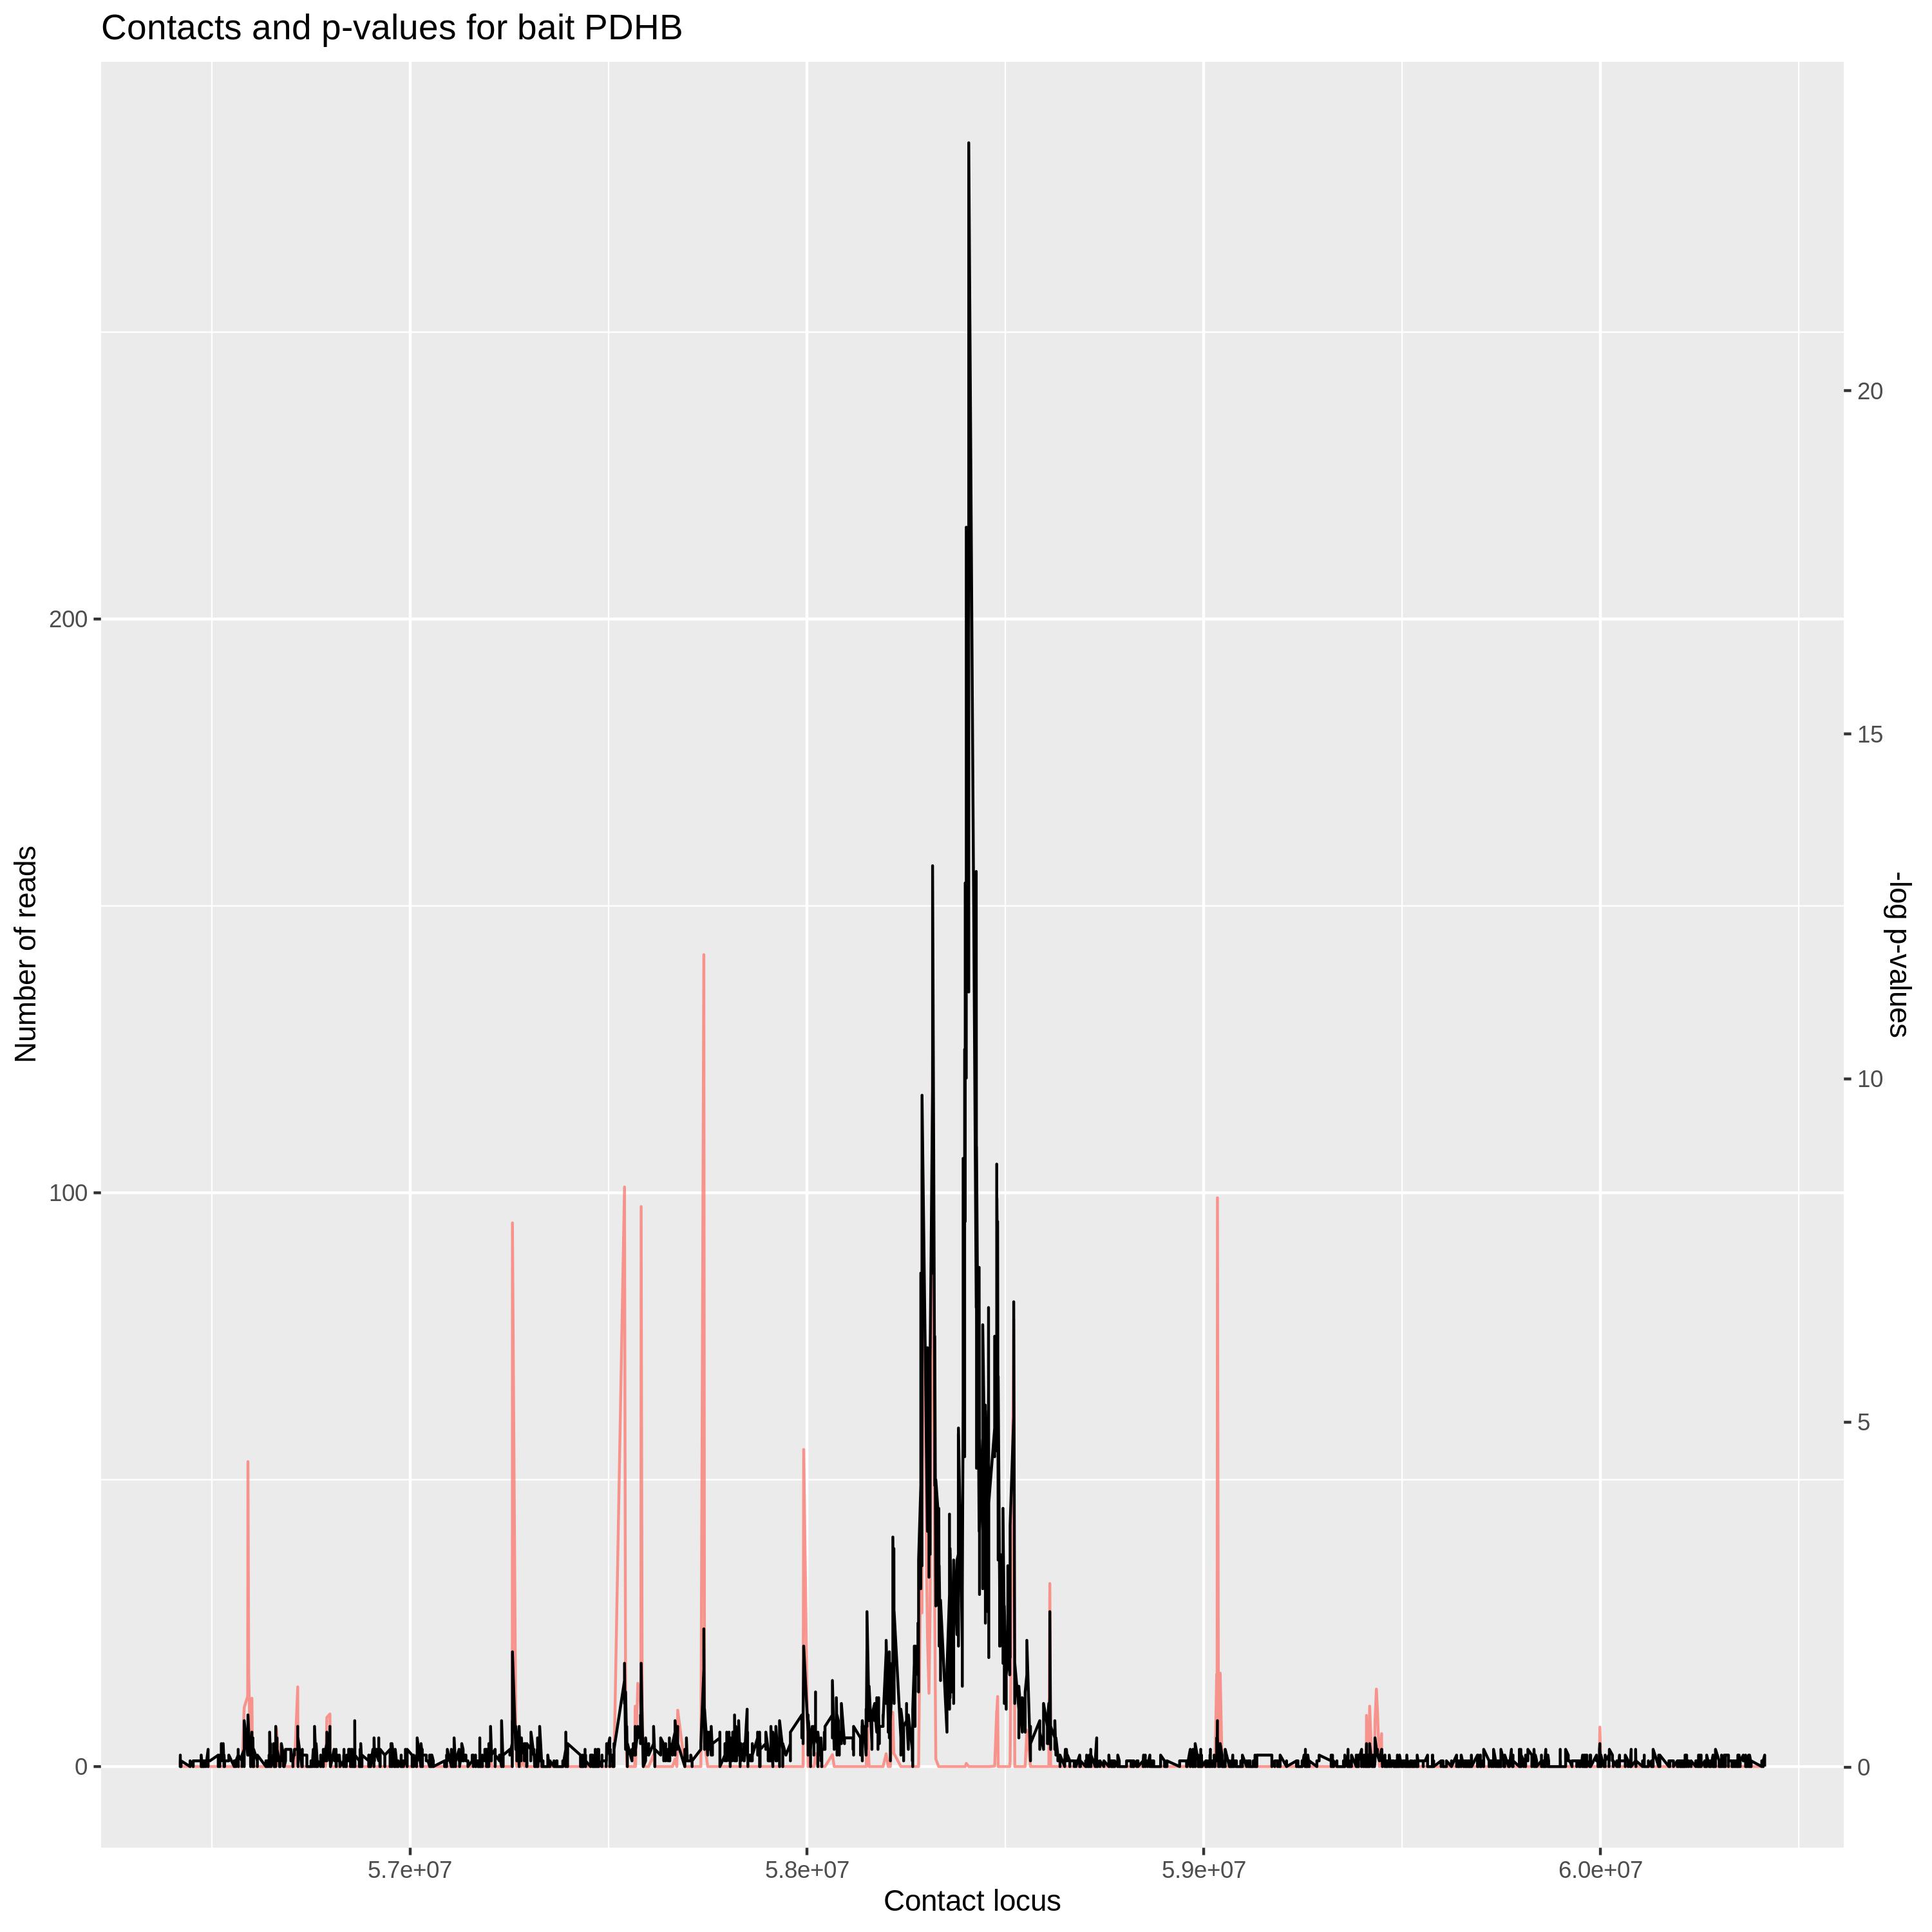 Contacts and p-values for bait PDHB
Number of reads
200
100
0
20
15
10
5
0
-log p-values
5.7e+07
5.8e+07
5.9e+07
6.0e+07
Contact locus